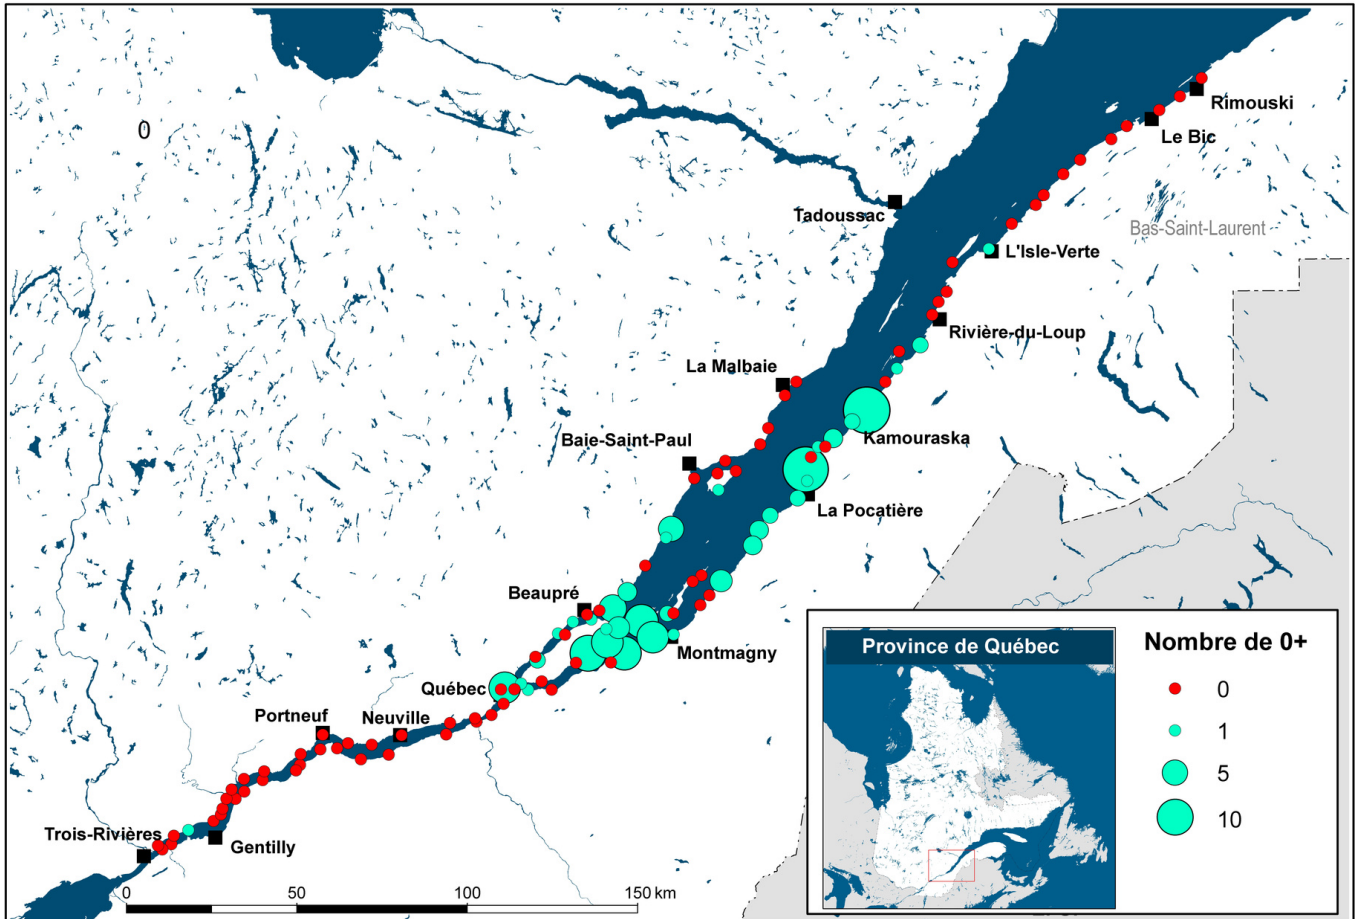 Rimouski
Le Bic
0
Tadoussac
Bas-Saint-Laurent
L'Isle-Verte
Rivière-du-Loup
La Malbaie
Kamouraska
Baie-Saint-Paul
La Pocatière
Beaupré
Montmagny
Québec
Portneuf
Neuville
Trois-Rivières
Gentilly
0 50 100 150 km
Province de Québec
Nombre de 0+
0
1
5
10